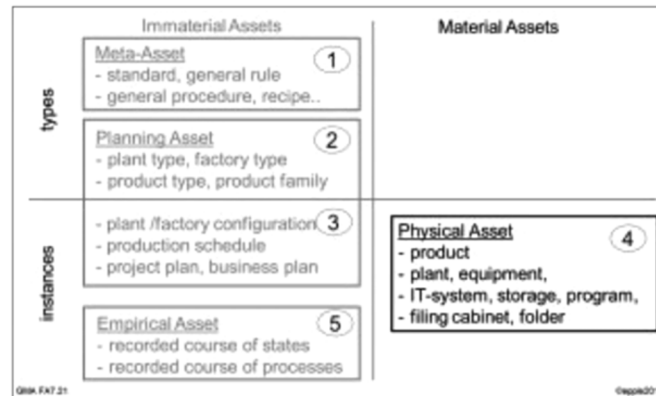 Immaterial Assets
Material Assets
types
Meta-Asset
1
- standard, general rule
- general procedure, recipe..
Planning Asset
2
- plant type, factory type
- product type, product family
instances
- plant /factory configuration
3
- production schedule
- project plan, business plan
Physical Asset
4
- product
- plant, equipment,
- IT-system, storage, program,
- filing cabinet, folder
Empirical Asset
5
- recorded course of states
- recorded course of processes
GMA FA7.21